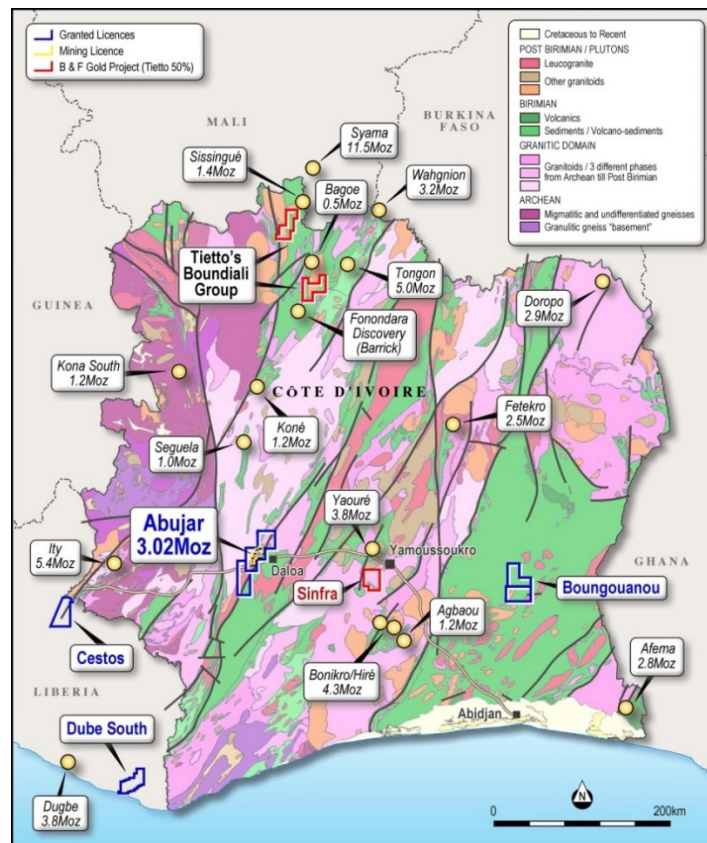 Granted Licences
Mining Licence
B & F Gold Project (Tietto 50%)
Cretaceous to Recent
POST BIRIMIAN / PLUTONS
Leucogranite
Other granitoids
BIRIMIAN
Volcanics
Sediments / Volcano-sediments
GRANITIC DOMAIN
Granitoids / 3 different phases
from Archean till Post Birimian
ARCHEAN
Migmatitic and undifferentiated gneisses
Granulitic gneiss "basement"
MALI
BURKINA
FASO
Syama
11.5Moz
Sissingué
1.4Moz
Bagoe
0.5Moz
Wahgnion
3.2Moz
Tietto's
Boundiali
Group
Tongon
5.0Moz
GUINEA
Doropo
2.9Moz
Fonondara
Discovery
(Barrick)
Kona South
1.2Moz
CÔTE D'IVOIRE
Koné
1.2Moz
Fetekro
2.5Moz
Seguela
1.0Moz
Abujar
3.02Moz
Yaouré
3.8Moz
Yamoussoukro
Ity
5.4Moz
Daloa
GHANA
Sinfra
Boungouanou
Agbaou
1.2Moz
Cestos
Bonikro/Hiré
4.3Moz
Afema
2.8Moz
LIBERIA
Abidjan
Dube South
Dugbe
3.8Moz
N
0
200km